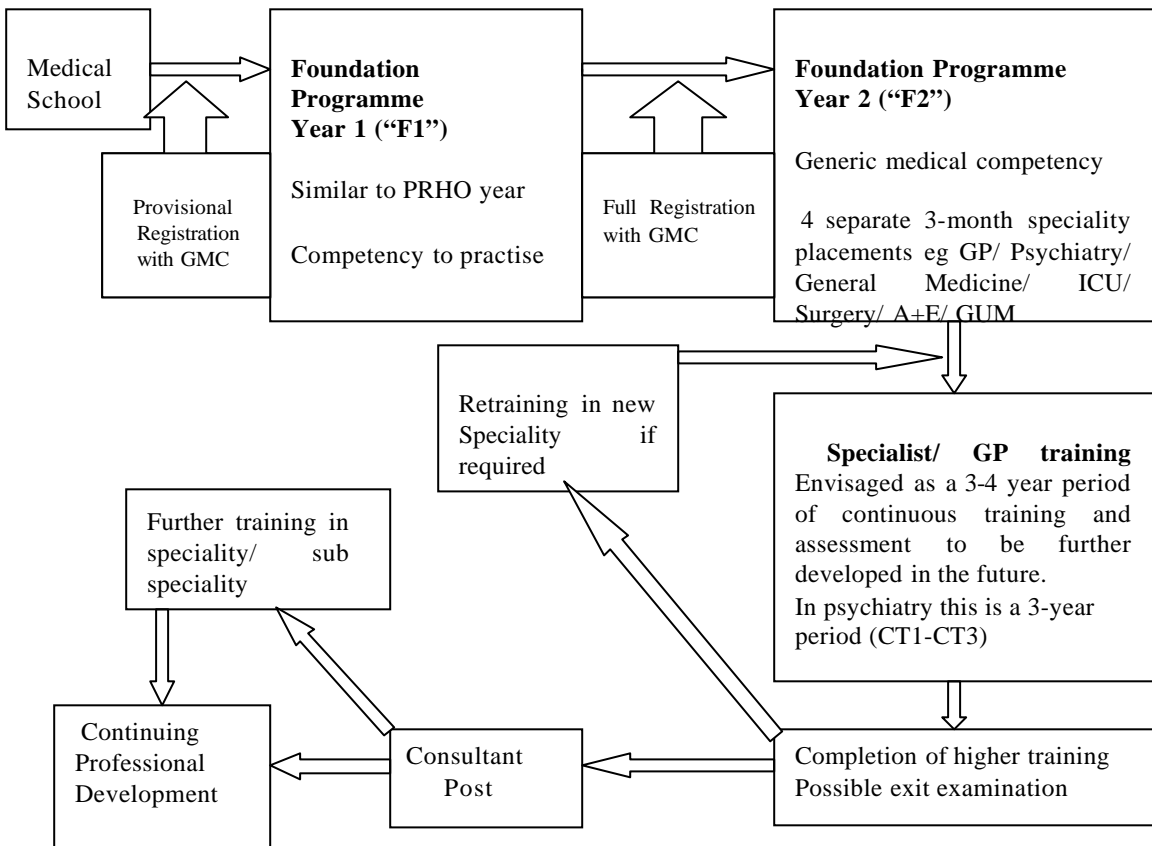 Medical
School
Foundation
Programme
Year 1 (“F1”)
Similar to PRHO year
Competency to practise
Foundation Programme
Year 2 (“F2”)
Generic medical competency
4 separate 3-month speciality
placements eg GP/ Psychiatry/
General Medicine/ ICU/
Surgery/ A+E/ GUM
Provisional
Registration
with GMC
Full Registration
with GMC
Retraining in new
Speciality if
required
Specialist/ GP training
Envisaged as a 3-4 year period
of continuous training and
assessment to be further
developed in the future.
In psychiatry this is a 3-year
period (CT1-CT3)
Further training in
speciality/ sub
speciality
Continuing
Professional
Development
Consultant
Post
Completion of higher training
Possible exit examination